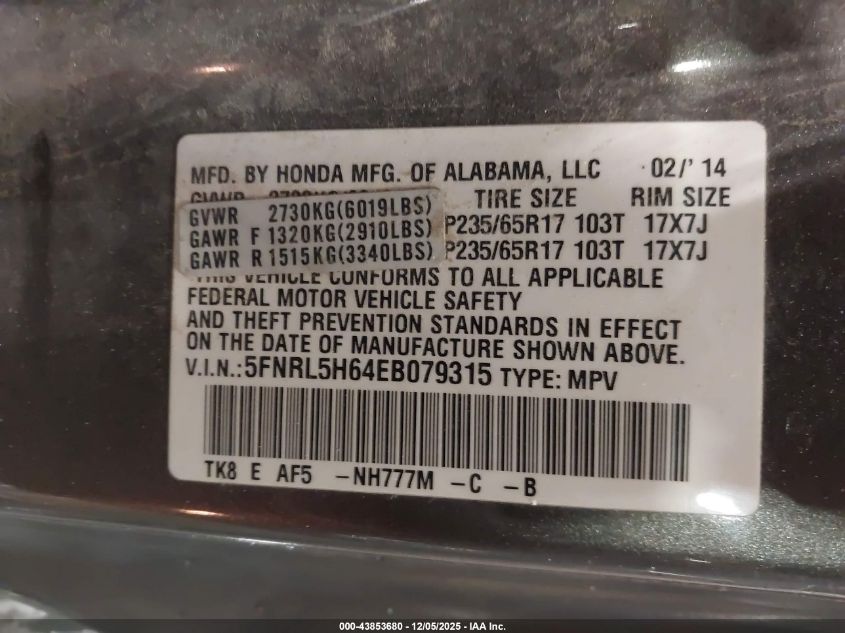 MFD. BY HONDA MFG. OF ALABAMA, LLC 02/' 14
GVWR TIRE SIZE RIM SIZE
GVWR 2730KG(6019LBS)
GAWR F 1320KG(2910LBS) P235/65R17 103T 17X7J
GAWR R 1515KG(3340LBS) P235/65R17 103T 17X7J
THIS VEHICLE CONFORMS TO ALL APPLICABLE
FEDERAL MOTOR VEHICLE SAFETY
AND THEFT PREVENTION STANDARDS IN EFFECT
ON THE DATE OF MANUFACTURE SHOWN ABOVE.
V.I.N.:5FNRL5H64EB079315 TYPE: MPV
TK8 E AF5 -NH777M -C -B
000-43853680 - 12/05/2025 - IAA Inc.